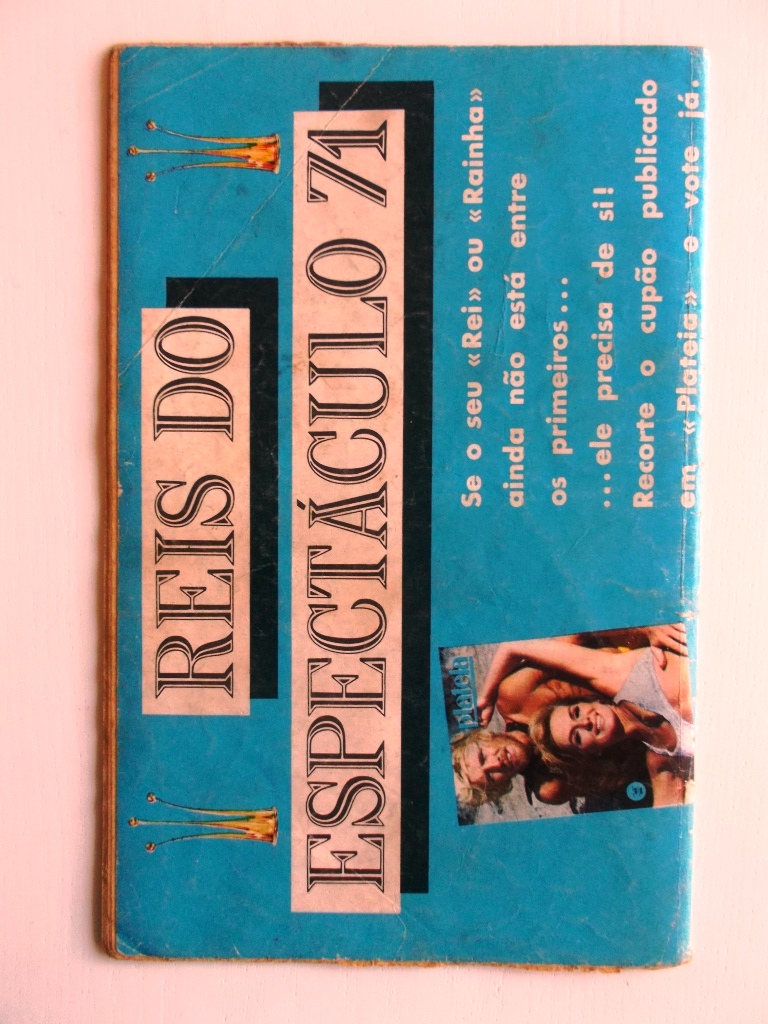 REIS DO
ESPECTÁCULO 71
Se o seu «Rei» ou «Rainha»
ainda não está entre
os primeiros...
...ele precisa de si!
Recorte o cupão publicado
em «Plateia» e vote já.
plateia